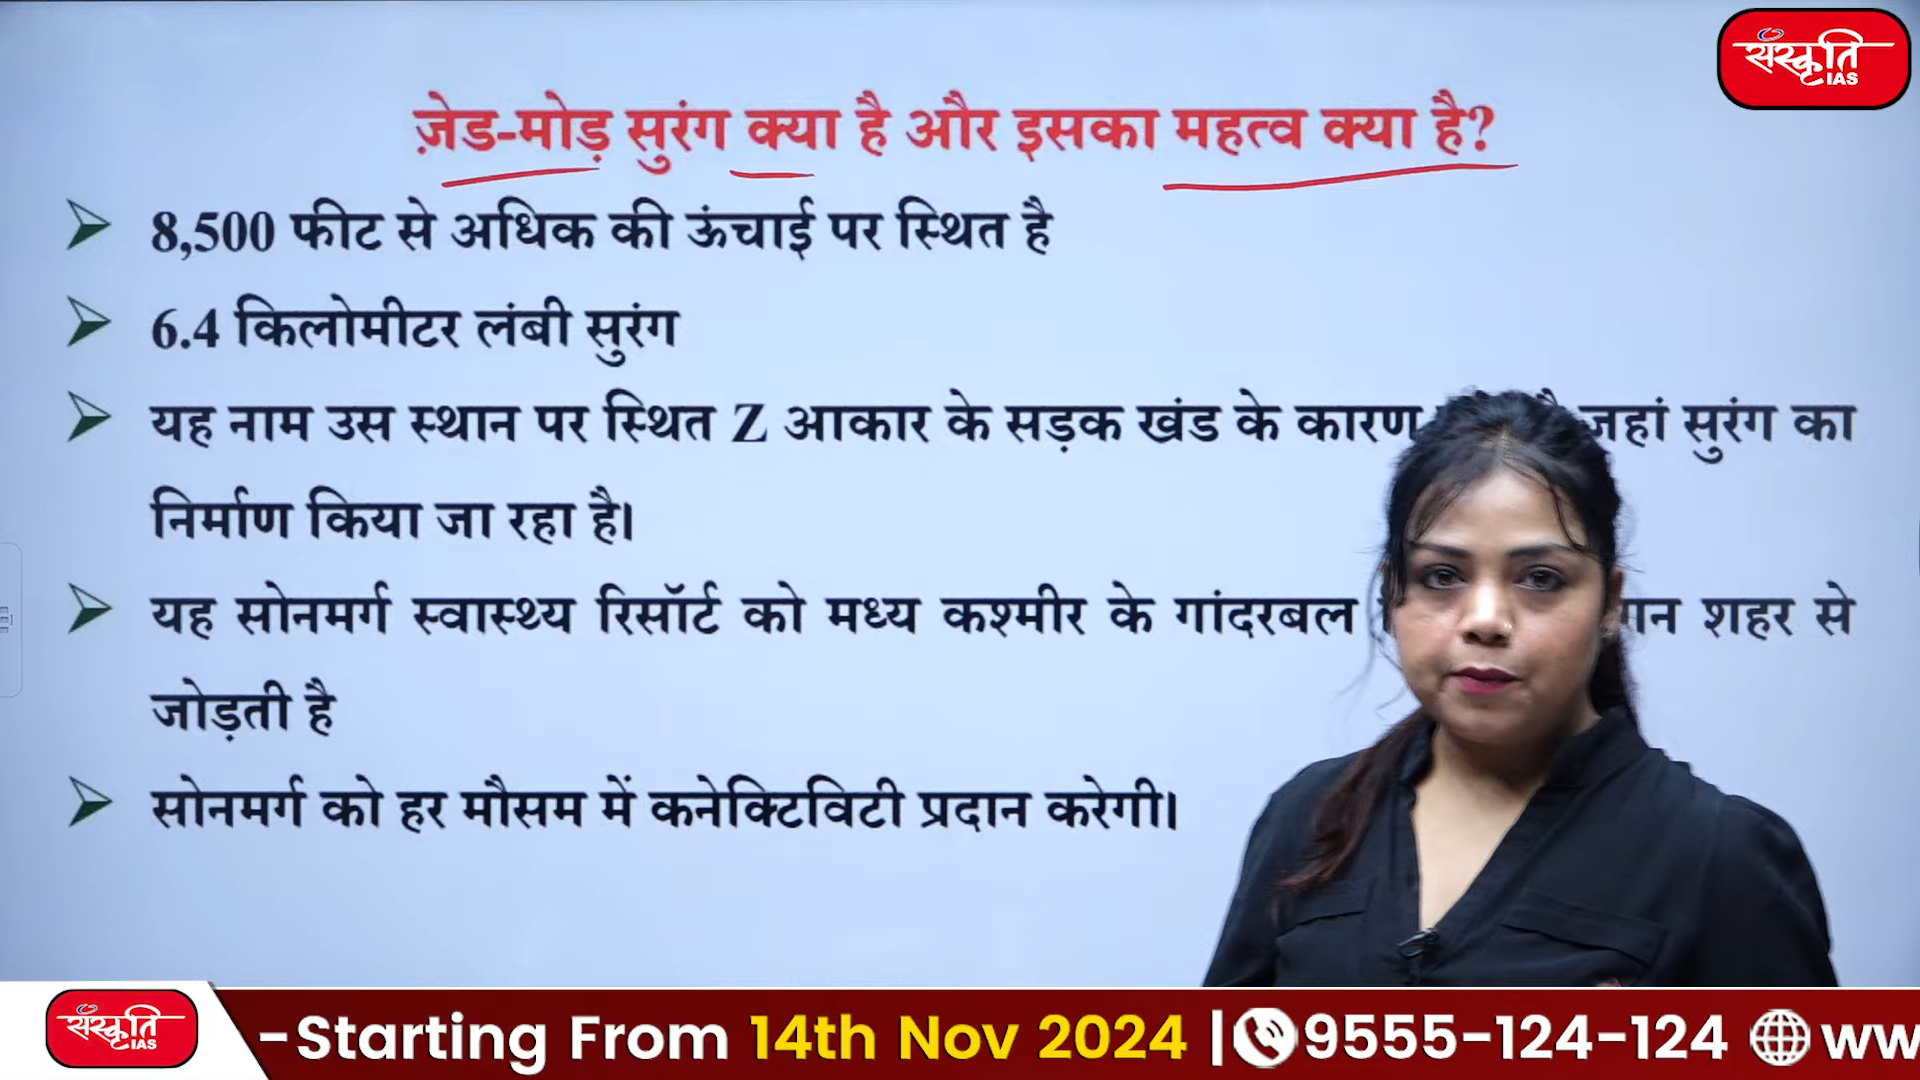 संस्कृति
IAS
ज़ेड-मोड़ सुरंग क्या है और इसका महत्व क्या है?
8,500 फीट से अधिक की ऊंचाई पर स्थित है
6.4 किलोमीटर लंबी सुरंग
यह नाम उस स्थान पर स्थित Z आकार के सड़क खंड के कारण जहां सुरंग का
निर्माण किया जा रहा है।
यह सोनमर्ग स्वास्थ्य रिसॉर्ट को मध्य कश्मीर के गांदरबल शहर से
जोड़ती है
सोनमर्ग को हर मौसम में कनेक्टिविटी प्रदान करेगी।
संस्कृति
IAS
-Starting From 14th Nov 2024 | 9555-124-124 ww